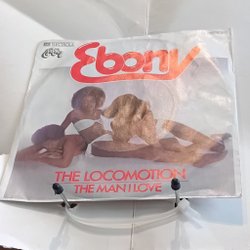 Ebony
THE LOCOMOTION
THE MAN I LOVE